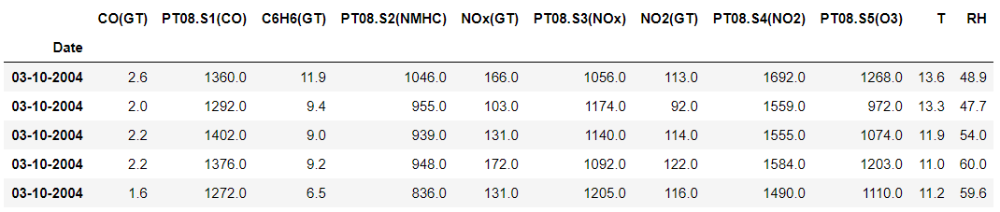 CO(GT) PT08.S1(CO) C6H6(GT) PT08.S2(NMHC) NOx(GT) PT08.S3(NOx) NO2(GT) PT08.S4(NO2) PT08.S5(O3) T RH
Date
03-10-2004 2.6 1360.0 11.9 1046.0 166.0 1056.0 113.0 1692.0 1268.0 13.6 48.9
03-10-2004 2.0 1292.0 9.4 955.0 103.0 1174.0 92.0 1559.0 972.0 13.3 47.7
03-10-2004 2.2 1402.0 9.0 939.0 131.0 1140.0 114.0 1555.0 1074.0 11.9 54.0
03-10-2004 2.2 1376.0 9.2 948.0 172.0 1092.0 122.0 1584.0 1203.0 11.0 60.0
03-10-2004 1.6 1272.0 6.5 836.0 131.0 1205.0 116.0 1490.0 1110.0 11.2 59.6